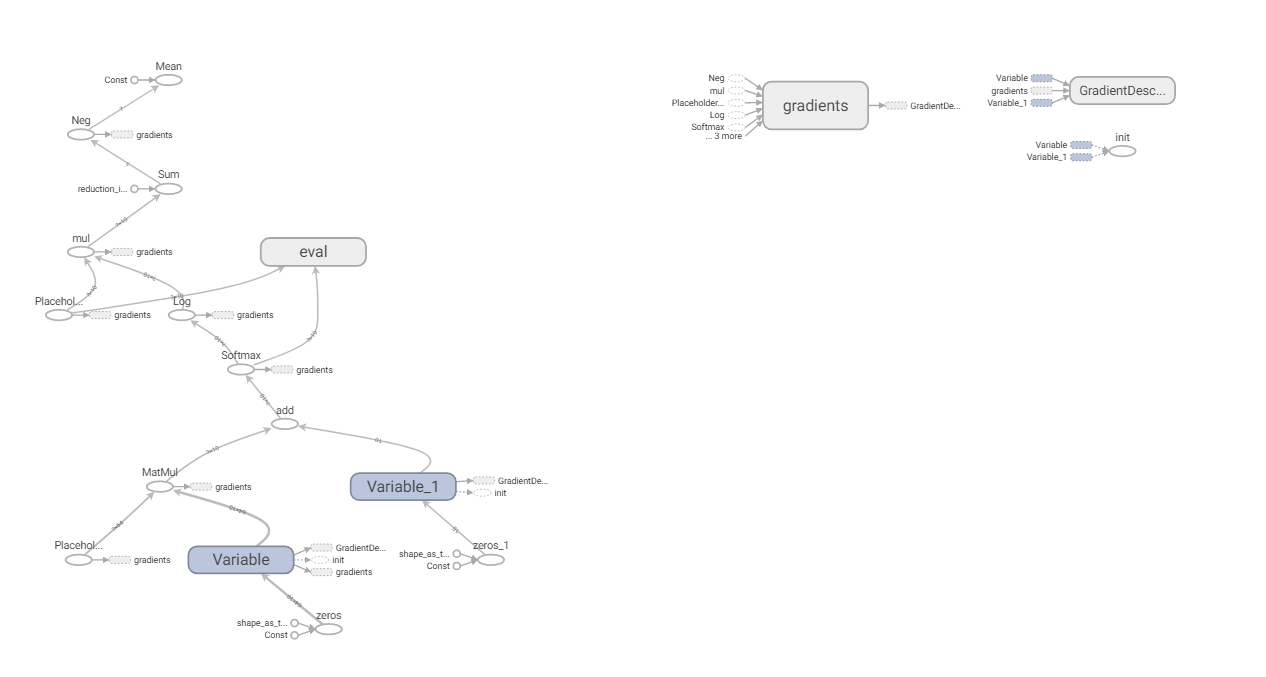 Mean
Const
Neg
gradients
Sum
reduction_i...
mul
gradients
eval
Placehol...
gradients
Log
gradients
Softmax
gradients
add
MatMul
gradients
Variable_1
GradientDe...
init
Placehol...
gradients
Variable
GradientDe...
init
gradients
zeros_1
shape_as_t...
Const
zeros
shape_as_t...
Const
Neg
mul
Placeholder...
Log
Softmax
... 3 more
gradients
GradientDe...
Variable
gradients
Variable_1
GradientDesc...
init
Variable
Variable_1